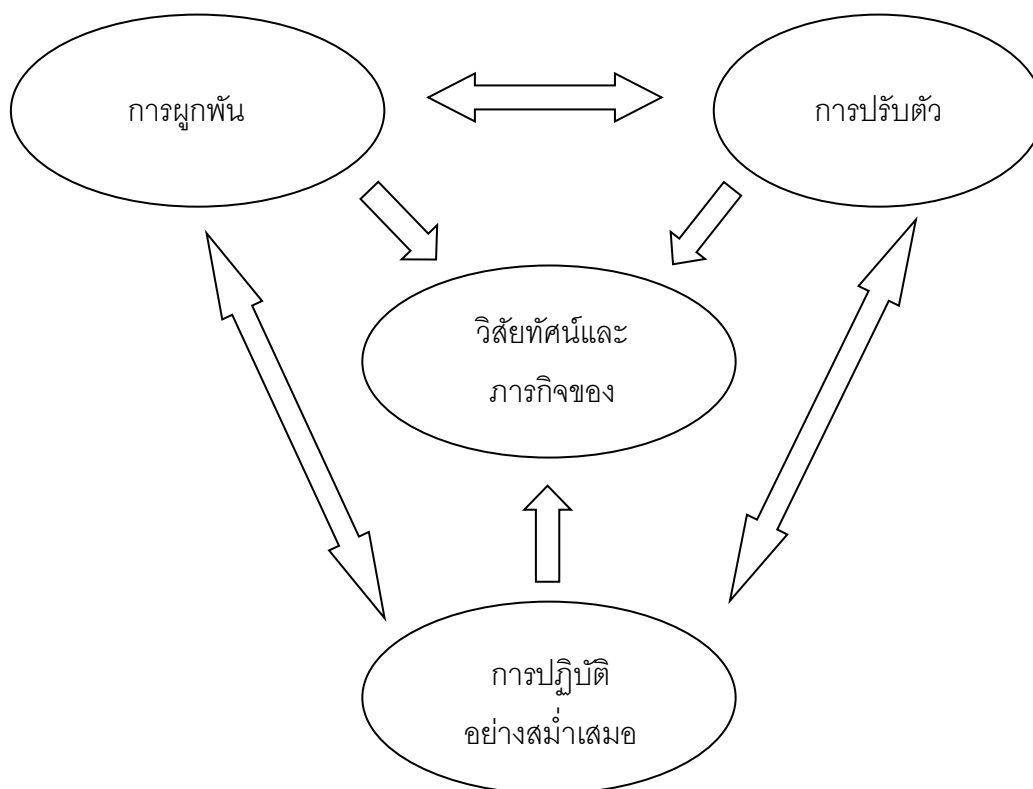 การผูกพัน
การปรับตัว
วิสัยทัศน์และ
ภารกิจของ
การปฏิบัติ
อย่างสม่ำเสมอ